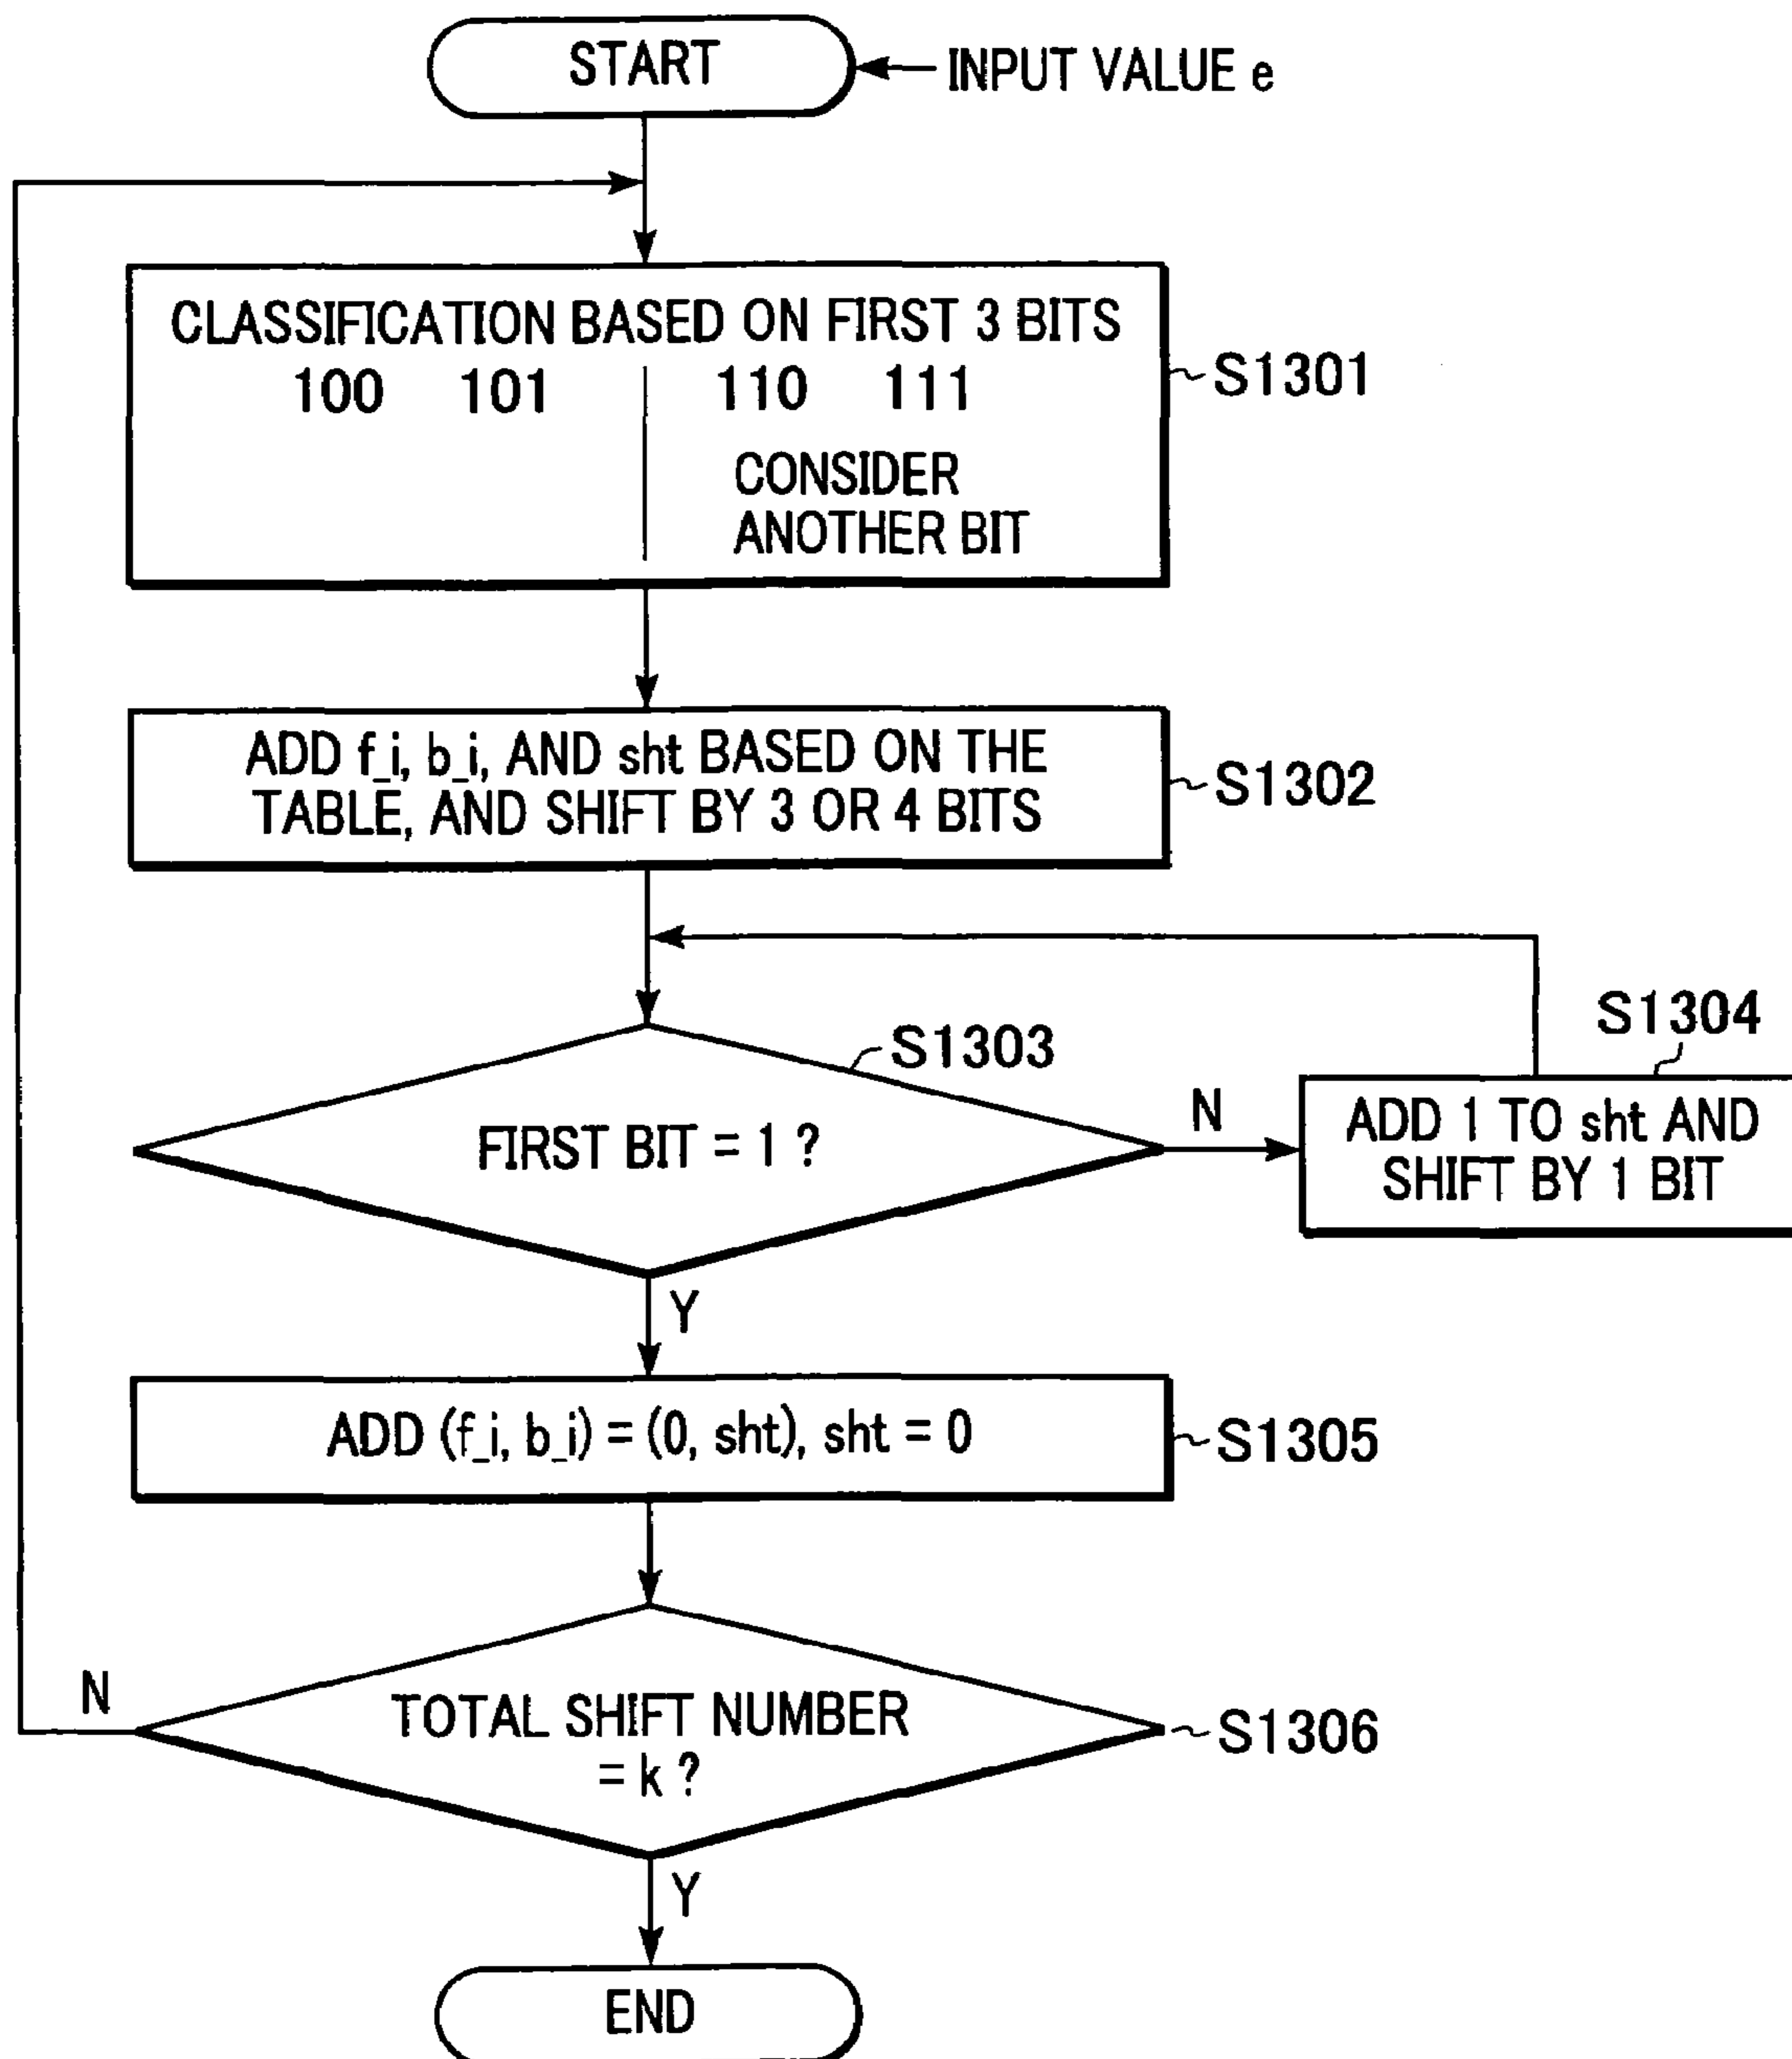 START
INPUT VALUE e
CLASSIFICATION BASED ON FIRST 3 BITS
100 101 110 111
S1301
CONSIDER
ANOTHER BIT
ADD f_i, b_i, AND sht BASED ON THE
TABLE, AND SHIFT BY 3 OR 4 BITS
S1302
S1303
FIRST BIT = 1 ?
N
S1304
ADD 1 TO sht AND
SHIFT BY 1 BIT
Y
ADD (f_i, b_i) = (0, sht), sht = 0
S1305
N
TOTAL SHIFT NUMBER
= k ?
S1306
Y
END